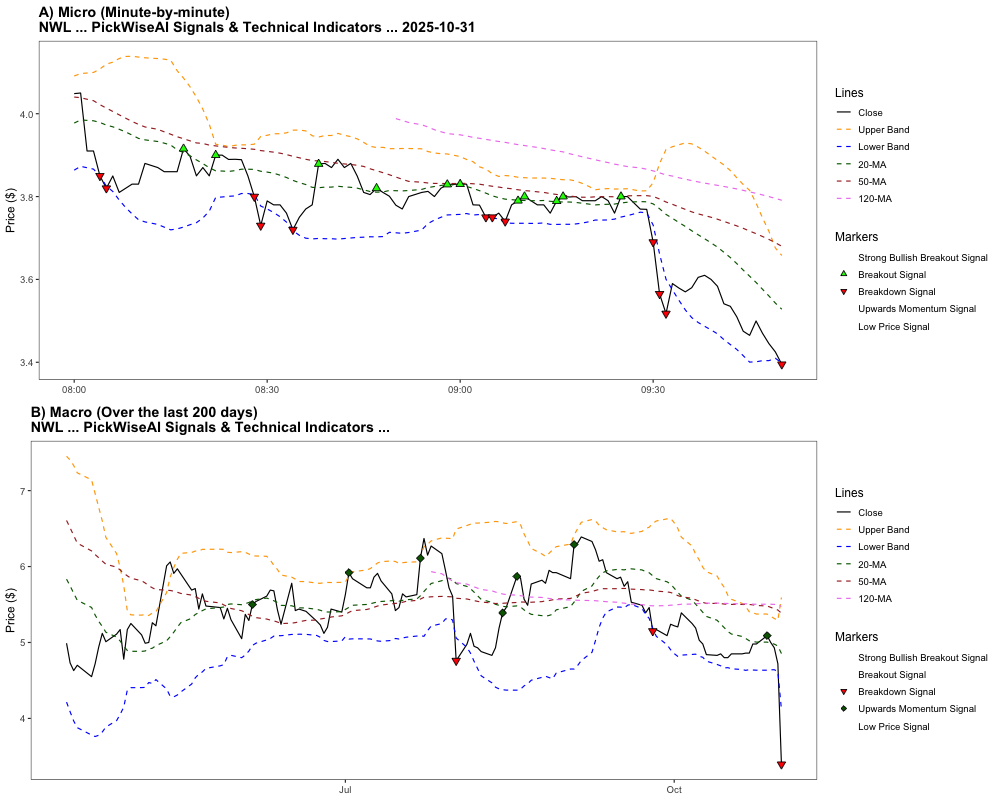 A) Micro (Minute-by-minute)
NWL ... PickWiseAI Signals & Technical Indicators ... 2025-10-31
Price ($)
4.0
3.8
3.6
3.4
08:00
08:30
09:00
09:30
Lines
Close
Upper Band
Lower Band
20-MA
50-MA
120-MA
Markers
Strong Bullish Breakout Signal
Breakout Signal
Breakdown Signal
Upwards Momentum Signal
Low Price Signal
B) Macro (Over the last 200 days)
NWL ... PickWiseAI Signals & Technical Indicators ...
Price ($)
7
6
5
4
Jul
Oct
Lines
Close
Upper Band
Lower Band
20-MA
50-MA
120-MA
Markers
Strong Bullish Breakout Signal
Breakout Signal
Breakdown Signal
Upwards Momentum Signal
Low Price Signal